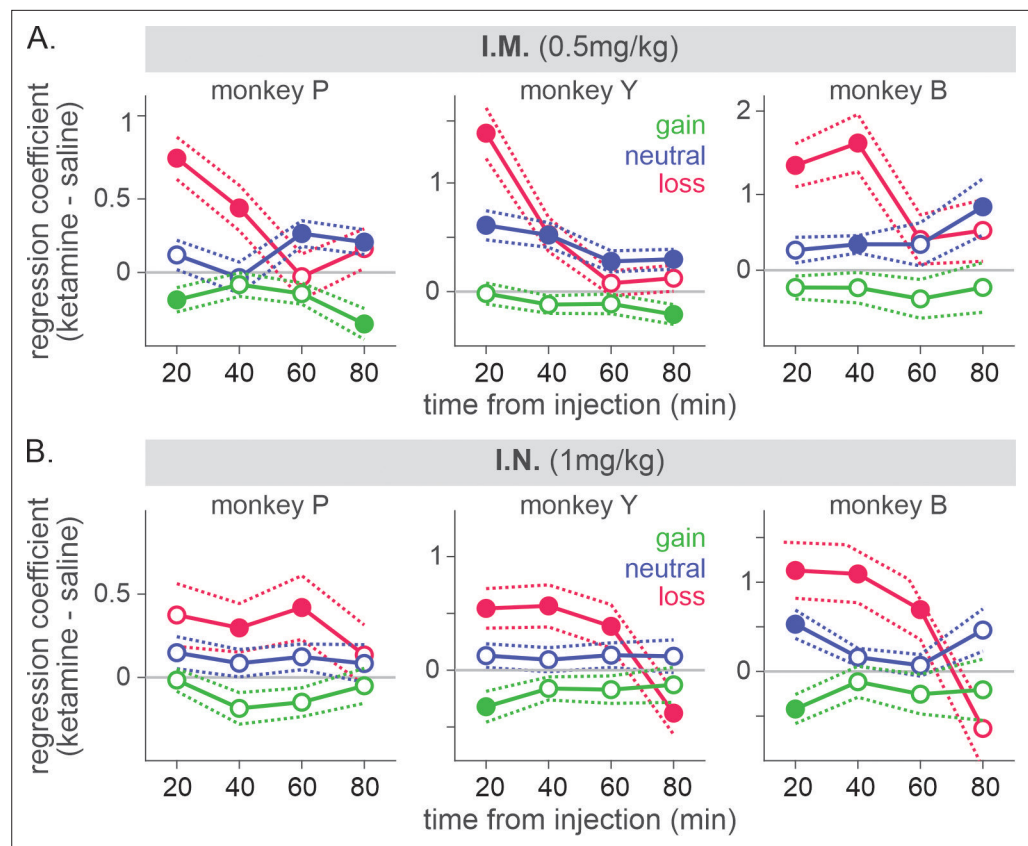 A.
I.M. (0.5mg/kg)
monkey P
monkey Y
monkey B
regression coefficient
(ketamine - saline)
1
0.5
0
1
0
2
1
0
gain
neutral
loss
20 40 60 80
20 40 60 80
20 40 60 80
time from injection (min)
B.
I.N. (1mg/kg)
monkey P
monkey Y
monkey B
regression coefficient
(ketamine - saline)
0.5
0
1
0
1
0
gain
neutral
loss
20 40 60 80
20 40 60 80
20 40 60 80
time from injection (min)